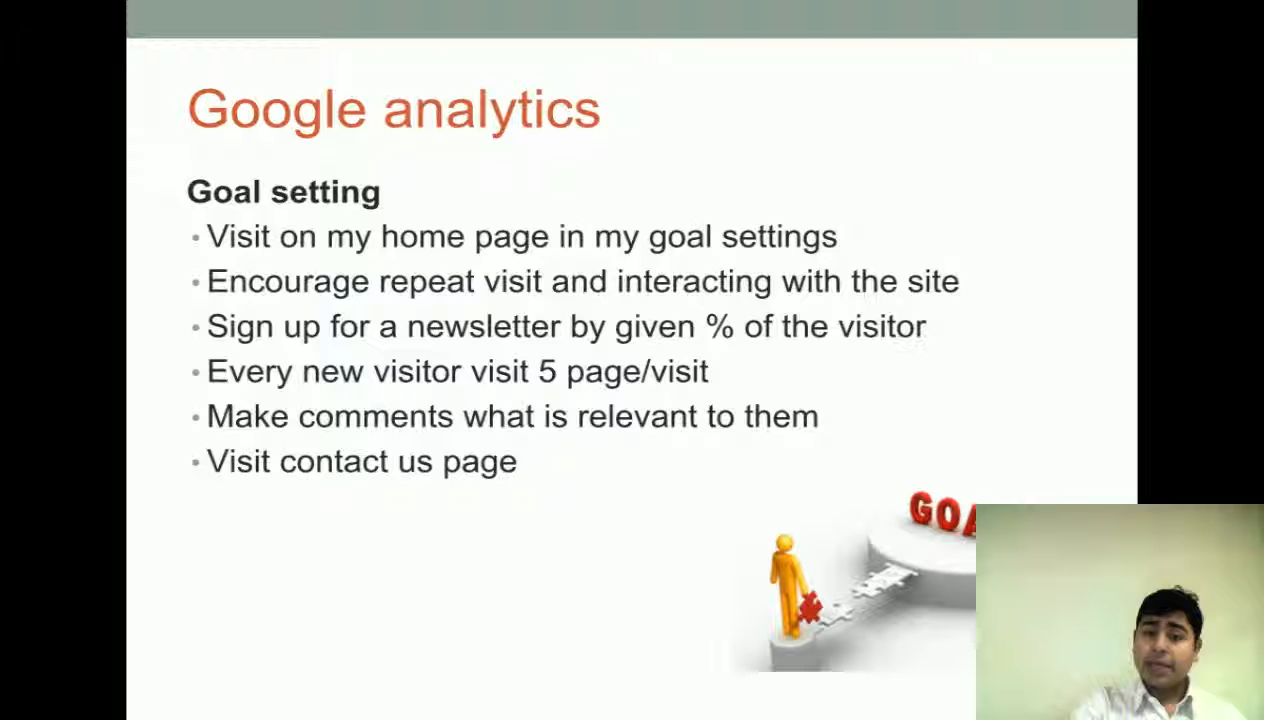 Google analytics
Goal setting
• Visit on my home page in my goal settings
• Encourage repeat visit and interacting with the site
• Sign up for a newsletter by given % of the visitor
• Every new visitor visit 5 page/visit
• Make comments what is relevant to them
• Visit contact us page
GOA